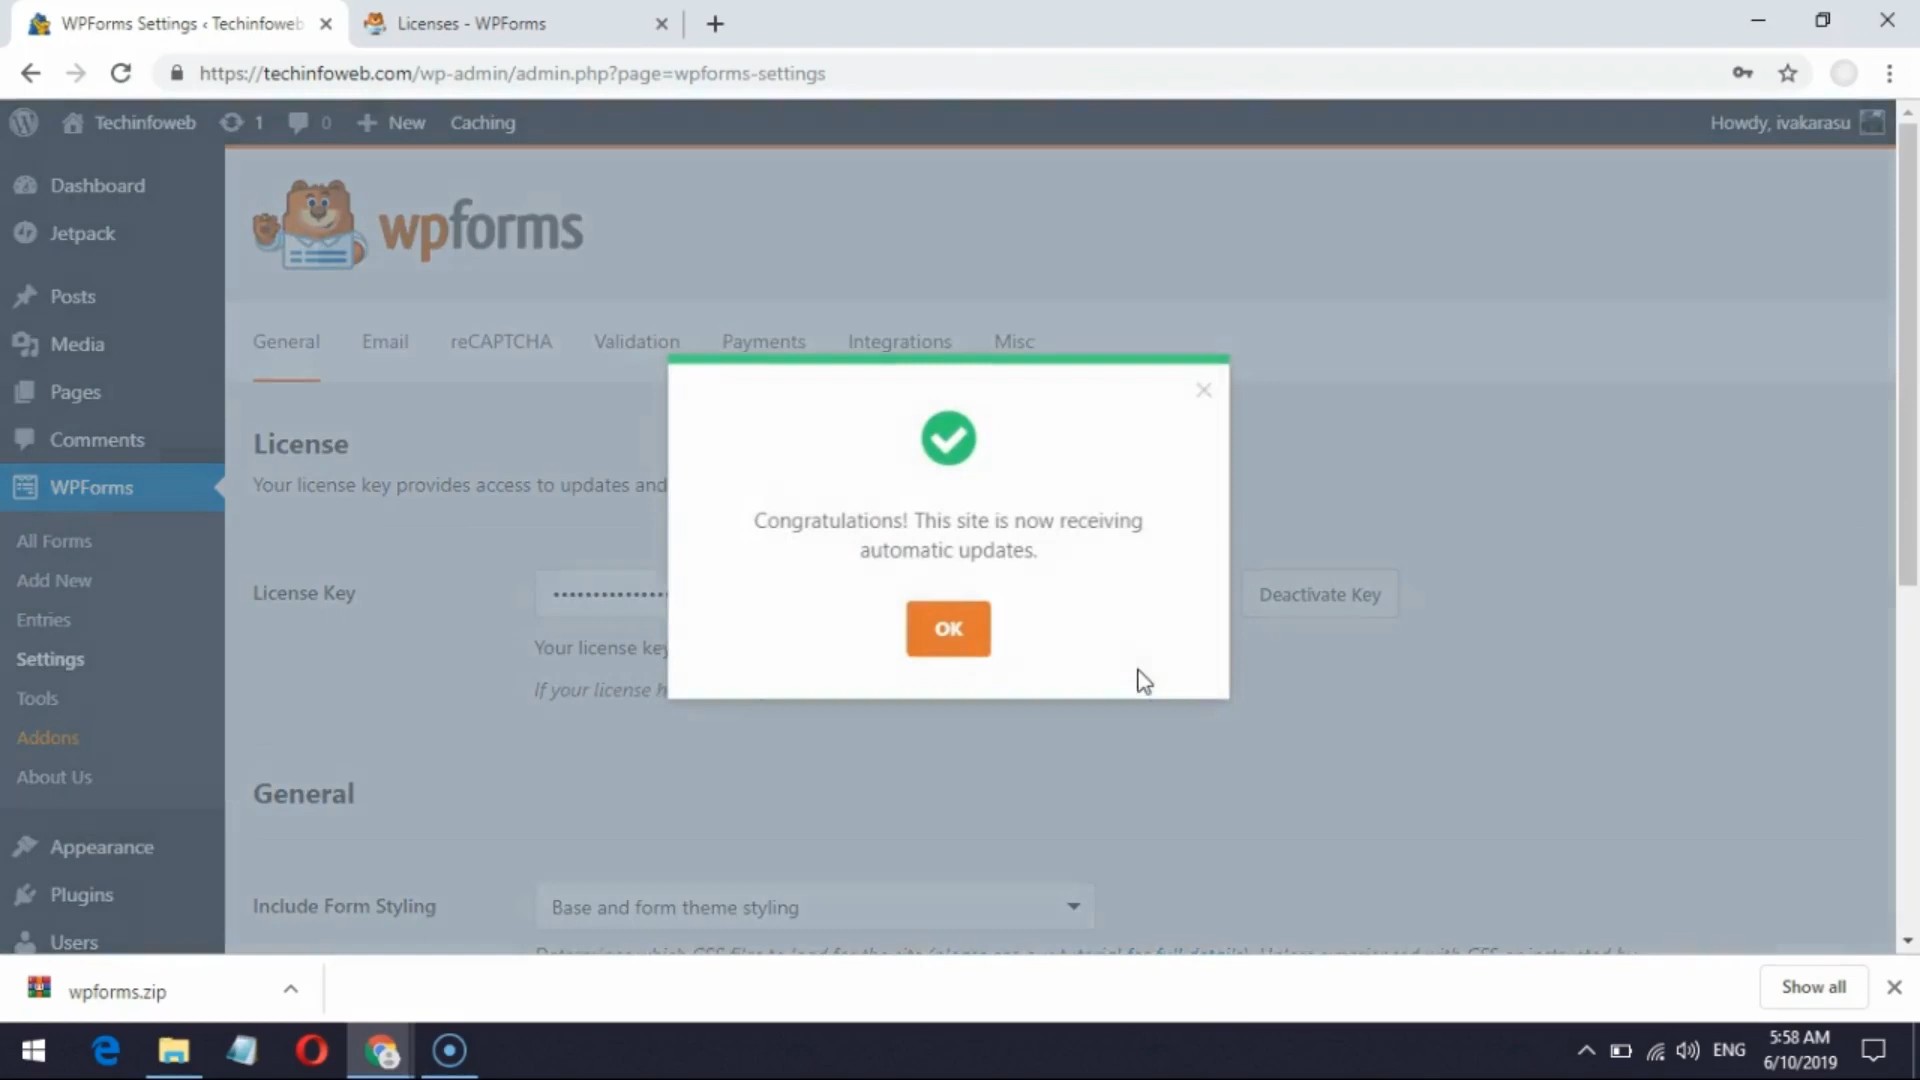 WPForms Settings ‹ Techinfoweb
Licenses - WPForms
https://techinfoweb.com/wp-admin/admin.php?page=wpforms-settings
Techinfoweb
1
0
New
Caching
Howdy, ivakarasu
Dashboard
Jetpack
Posts
Media
Pages
Comments
WPForms
All Forms
Add New
Entries
Settings
Tools
Addons
About Us
Appearance
Plugins
Users
wpforms
General Email reCAPTCHA Validation Payments Integrations Misc
License
Your license key provides access to updates and
License Key
Deactivate Key
Your license key
If your license h
Congratulations! This site is now receiving
automatic updates.
OK
General
Include Form Styling
Base and form theme styling
wpforms.zip
Show all
ENG
5:58 AM
6/10/2019